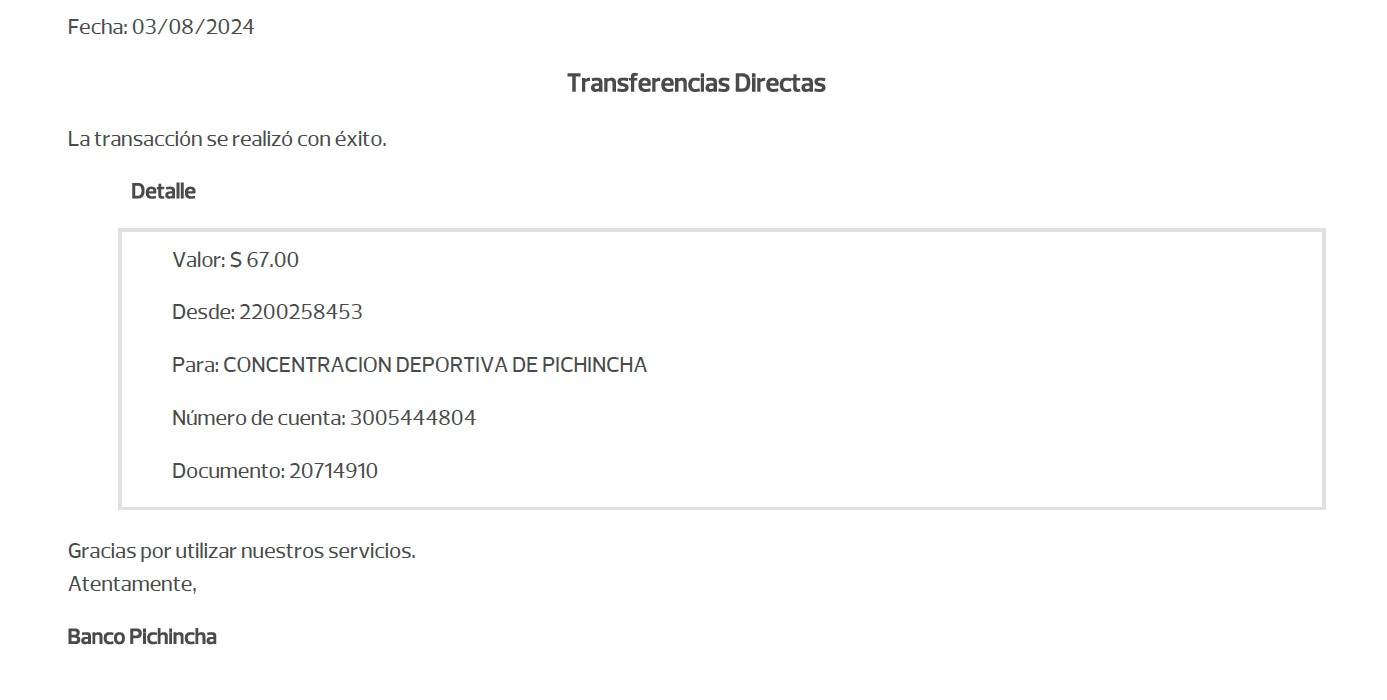 Fecha: 03/08/2024
Transferencias Directas
La transacción se realizó con éxito.
Detalle
Valor: $ 67.00
Desde: 2200258453
Para: CONCENTRACION DEPORTIVA DE PICHINCHA
Número de cuenta: 3005444804
Documento: 20714910
Gracias por utilizar nuestros servicios.
Atentamente,
Banco Pichincha